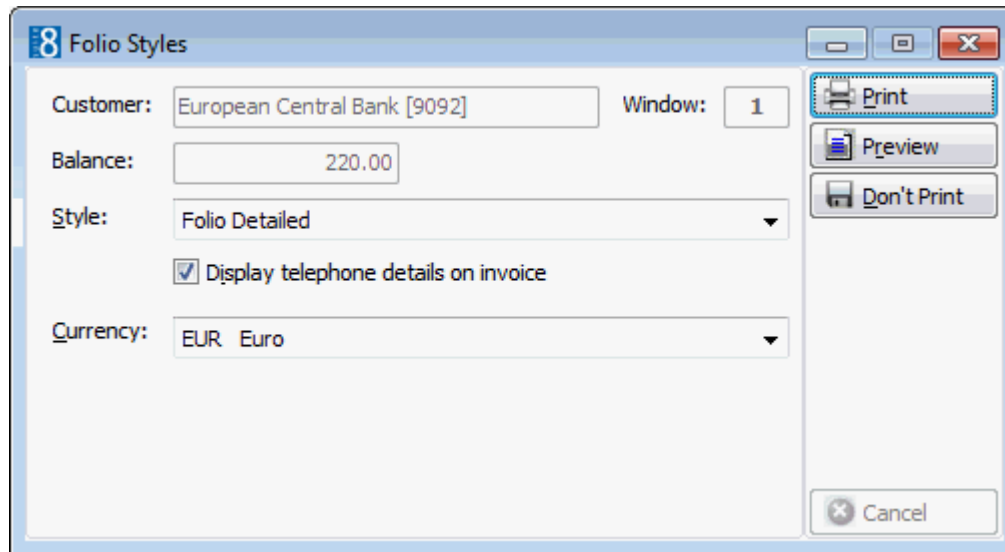 8 Folio Styles
Customer: European Central Bank [9092] Window: 1
Print
Balance: 220.00
Preview
Style: Folio Detailed
Don't Print
Display telephone details on invoice
Currency: EUR Euro
Cancel